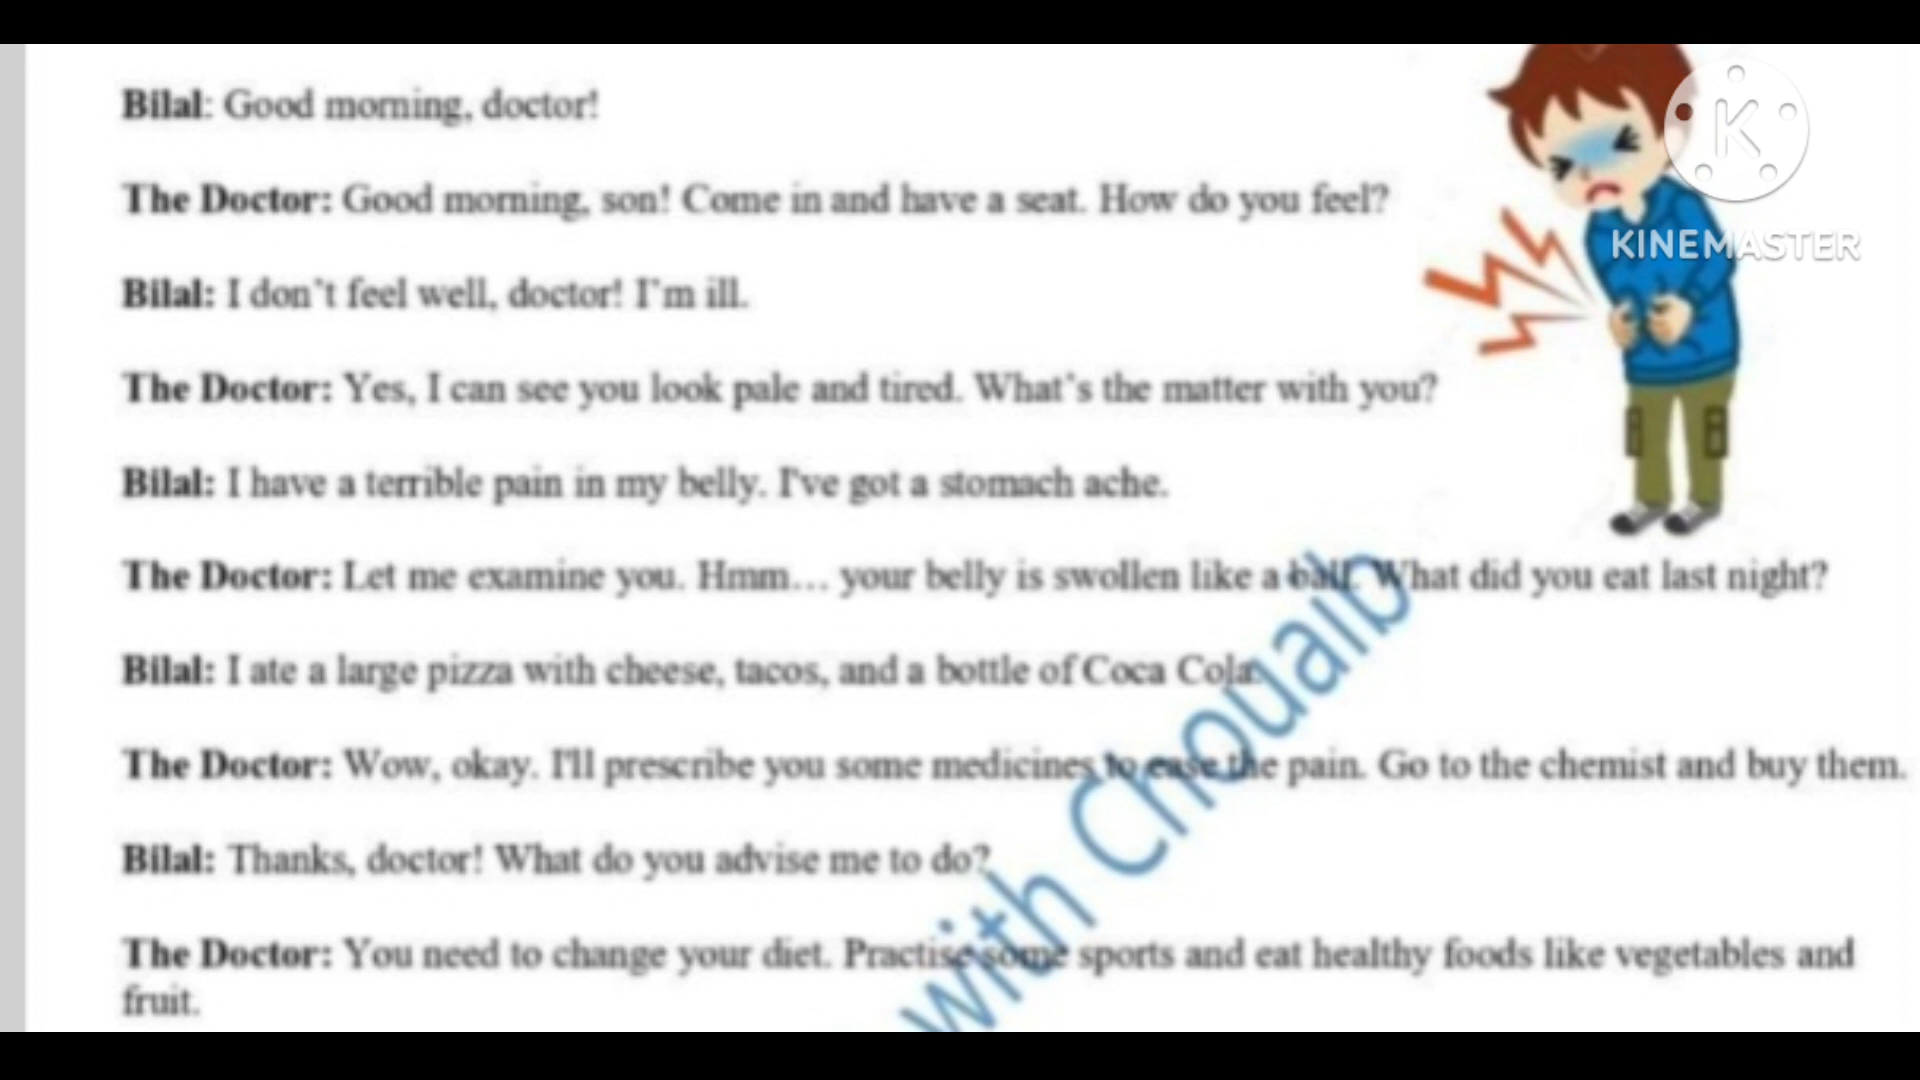 Bilal: Good morning, doctor!
The Doctor: Good morning, son! Come in and have a seat. How do you feel?
Bilal: I don't feel well, doctor! I'm ill.
The Doctor: Yes, I can see you look pale and tired. What's the matter with you?
Bilal: I have a terrible pain in my belly. I've got a stomach ache.
The Doctor: Let me examine you. Hmm… your belly is swollen like a ball. What did you eat last night?
Bilal: I ate a large pizza with cheese, tacos, and a bottle of Coca Cola.
The Doctor: Wow, okay. I'll prescribe you some medicines to ease the pain. Go to the chemist and buy them.
Bilal: Thanks, doctor! What do you advise me to do?
The Doctor: You need to change your diet. Practise some sports and eat healthy foods like vegetables and
fruit.
with Chouaib
K
KINEMASTER